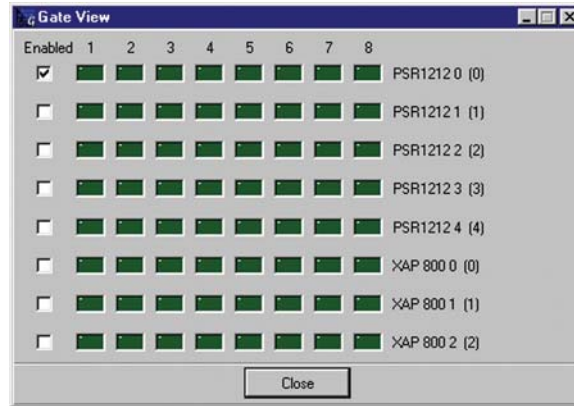 Gate View
Enabled 1 2 3 4 5 6 7 8
PSR1212 0 (0)
PSR1212 1 (1)
PSR1212 2 (2)
PSR1212 3 (3)
PSR1212 4 (4)
XAP 800 0 (0)
XAP 800 1 (1)
XAP 800 2 (2)
Close